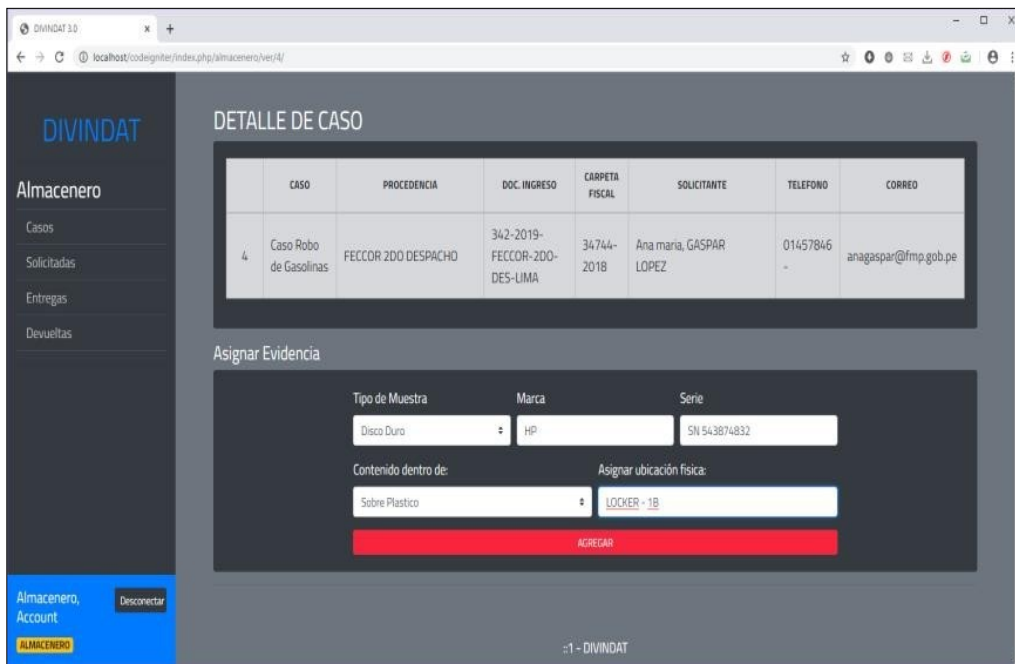 DIVINDAT 3.0
localhost/codeigniter/index.php/almacenero/ver/4/
DIVINDAT
Almacenero
Casos
Solicitadas
Entregas
Devueltas
Almacenero,
Account
Desconectar
ALMACENERO
DETALLE DE CASO
CASO PROCEDENCIA DOC. INGRESO CARPETA FISCAL SOLICITANTE TELEFONO CORREO
4 Caso Robo de Gasolinas FECCOR 2DO DESPACHO 342-2019-FECCOR-2DO-DES-LIMA 34744-2018 Ana maria, GASPAR LOPEZ 01457846 - anagaspar@fmp.gob.pe
Asignar Evidencia
Tipo de Muestra Marca Serie
Disco Duro HP SN 543874832
Contenido dentro de: Asignar ubicación fisica:
Sobre Plastico LOCKER - 1B
AGREGAR
::1 - DIVINDAT